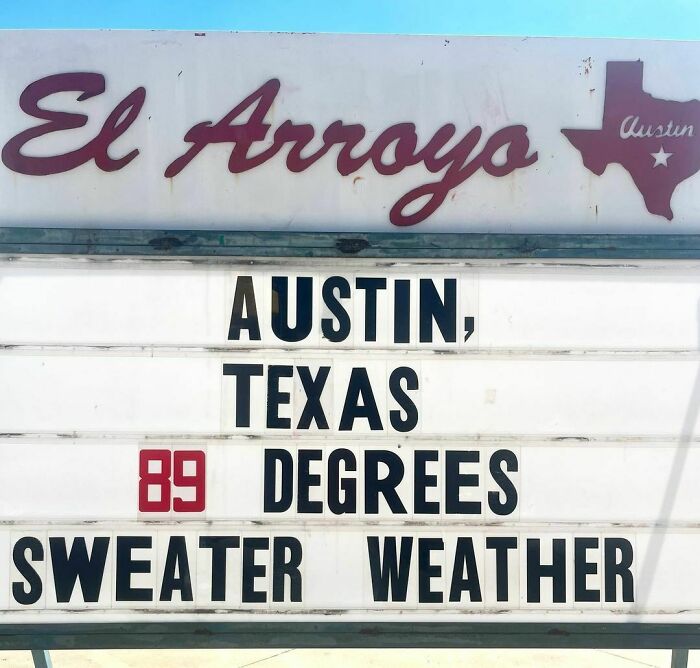 El Arroyo
Austin
AUSTIN,
TEXAS
89 DEGREES
SWEATER WEATHER